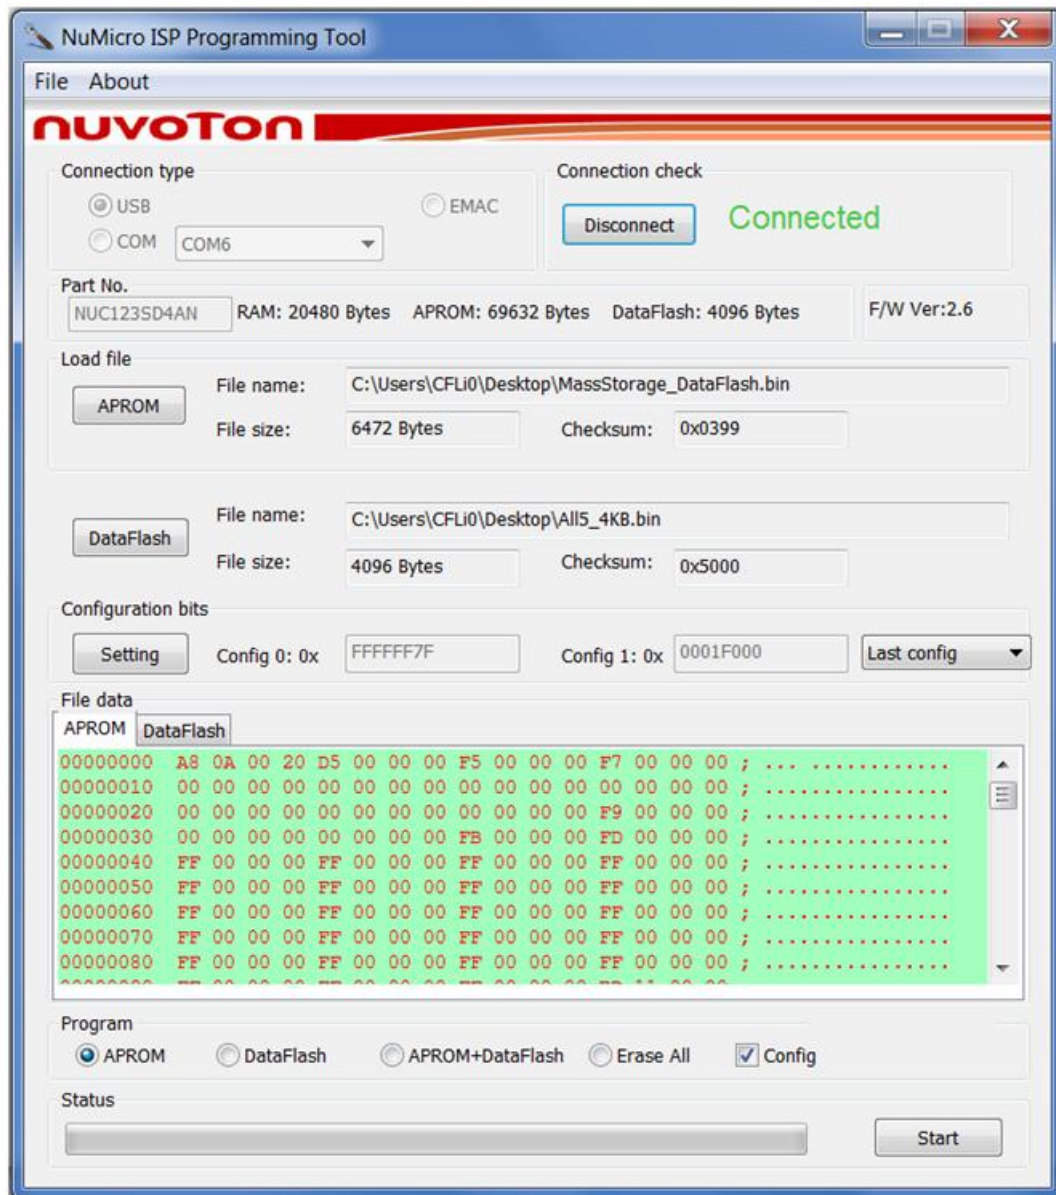 NuMicro ISP Programming Tool
File About
nuvoTon
Connection type
USB
EMAC
COM COM6
Connection check
Disconnect Connected
Part No.
NUC123SD4AN RAM: 20480 Bytes APROM: 69632 Bytes DataFlash: 4096 Bytes F/W Ver:2.6
Load file
APROM
File name: C:\Users\CFLi0\Desktop\MassStorage_DataFlash.bin
File size: 6472 Bytes Checksum: 0x0399
DataFlash
File name: C:\Users\CFLi0\Desktop\All5_4KB.bin
File size: 4096 Bytes Checksum: 0x5000
Configuration bits
Setting Config 0: 0x FFFFFF7F Config 1: 0x 0001F000 Last config
File data
APROM DataFlash
00000000 A8 0A 00 20 D5 00 00 00 F5 00 00 00 F7 00 00 00 ; ... ............
00000010 00 00 00 00 00 00 00 00 00 00 00 00 00 00 00 00 ; ................
00000020 00 00 00 00 00 00 00 00 00 00 00 00 F9 00 00 00 ; ................
00000030 00 00 00 00 00 00 00 00 FB 00 00 00 FD 00 00 00 ; ................
00000040 FF 00 00 00 FF 00 00 00 FF 00 00 00 FF 00 00 00 ; ................
00000050 FF 00 00 00 FF 00 00 00 FF 00 00 00 FF 00 00 00 ; ................
00000060 FF 00 00 00 FF 00 00 00 FF 00 00 00 FF 00 00 00 ; ................
00000070 FF 00 00 00 FF 00 00 00 FF 00 00 00 FF 00 00 00 ; ................
00000080 FF 00 00 00 FF 00 00 00 FF 00 00 00 FF 00 00 00 ; ................
Program
APROM DataFlash APROM+DataFlash Erase All Config
Status
Start